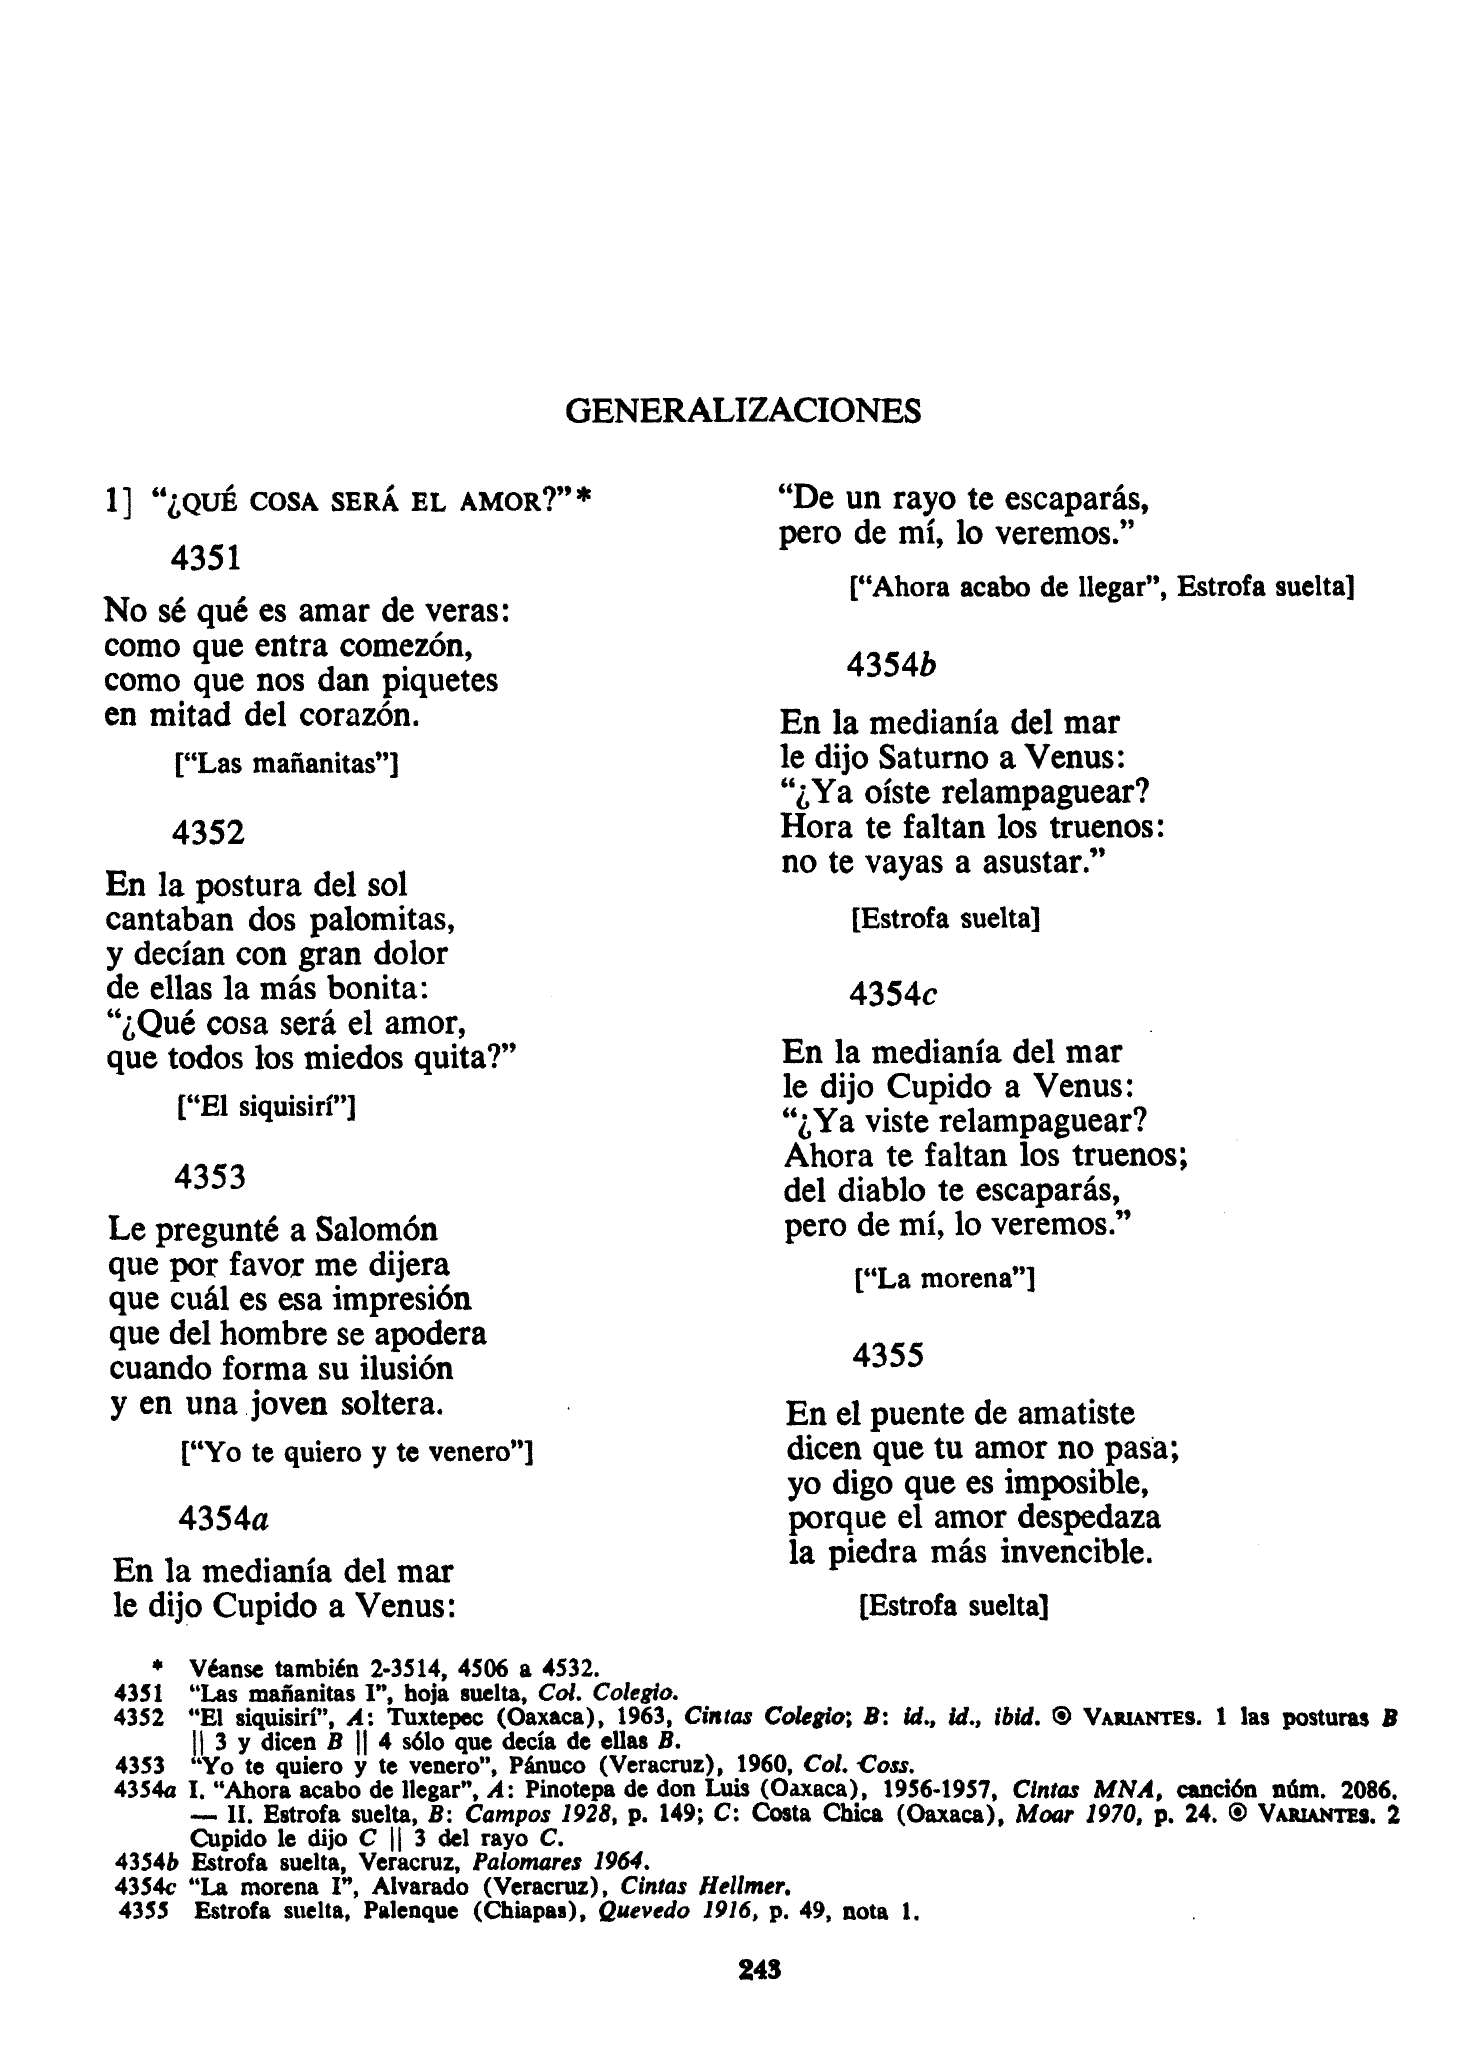 GENERALIZACIONES
1] “¿QUÉ COSA SERÁ EL AMOR?”*
4351
No sé qué es amar de veras:
como que entra comezón,
como que nos dan piquetes
en mitad del corazón.
[“Las mañanitas”]
4352
En la postura del sol
cantaban dos palomitas,
y decían con gran dolor
de ellas la más bonita:
“¿Qué cosa será el amor,
que todos los miedos quita?”
[“El siquisirí”]
4353
Le pregunté a Salomón
que por favor me dijera
que cuál es esa impresión
que del hombre se apodera
cuando forma su ilusión
y en una joven soltera.
[“Yo te quiero y te venero”]
4354a
En la medianía del mar
le dijo Cupido a Venus:
“De un rayo te escaparás,
pero de mí, lo veremos.”
[“Ahora acabo de llegar”, Estrofa suelta]
4354b
En la medianía del mar
le dijo Saturno a Venus:
“¿Ya oíste relampaguear?
Hora te faltan los truenos:
no te vayas a asustar.”
[Estrofa suelta]
4354c
En la medianía del mar
le dijo Cupido a Venus:
“¿Ya viste relampaguear?
Ahora te faltan los truenos;
del diablo te escaparás,
pero de mí, lo veremos.”
[“La morena”]
4355
En el puente de amatiste
dicen que tu amor no pasa;
yo digo que es imposible,
porque el amor despedaza
la piedra más invencible.
[Estrofa suelta]
* Véanse también 2-3514, 4506 a 4532.
4351 “Las mañanitas I”, hoja suelta, Col. Colegio.
4352 “El siquisirí”, A: Tuxtepec (Oaxaca), 1963, Cintas Colegio; B: id., id., ibid. ⊙ VARIANTES. 1 las posturas B
|| 3 y dicen B || 4 sólo que decía de ellas B.
4353 “Yo te quiero y te venero”, Pánuco (Veracruz), 1960, Col. Coss.
4354a I. “Ahora acabo de llegar”, A: Pinotepa de don Luis (Oaxaca), 1956-1957, Cintas MNA, canción núm. 2086.
— II. Estrofa suelta, B: Campos 1928, p. 149; C: Costa Chica (Oaxaca), Moar 1970, p. 24. ⊙ VARIANTES. 2
Cupido le dijo C || 3 del rayo C.
4354b Estrofa suelta, Veracruz, Palomares 1964.
4354c “La morena I”, Alvarado (Veracruz), Cintas Hellmer.
4355 Estrofa suelta, Palenque (Chiapas), Quevedo 1916, p. 49, nota 1.
243